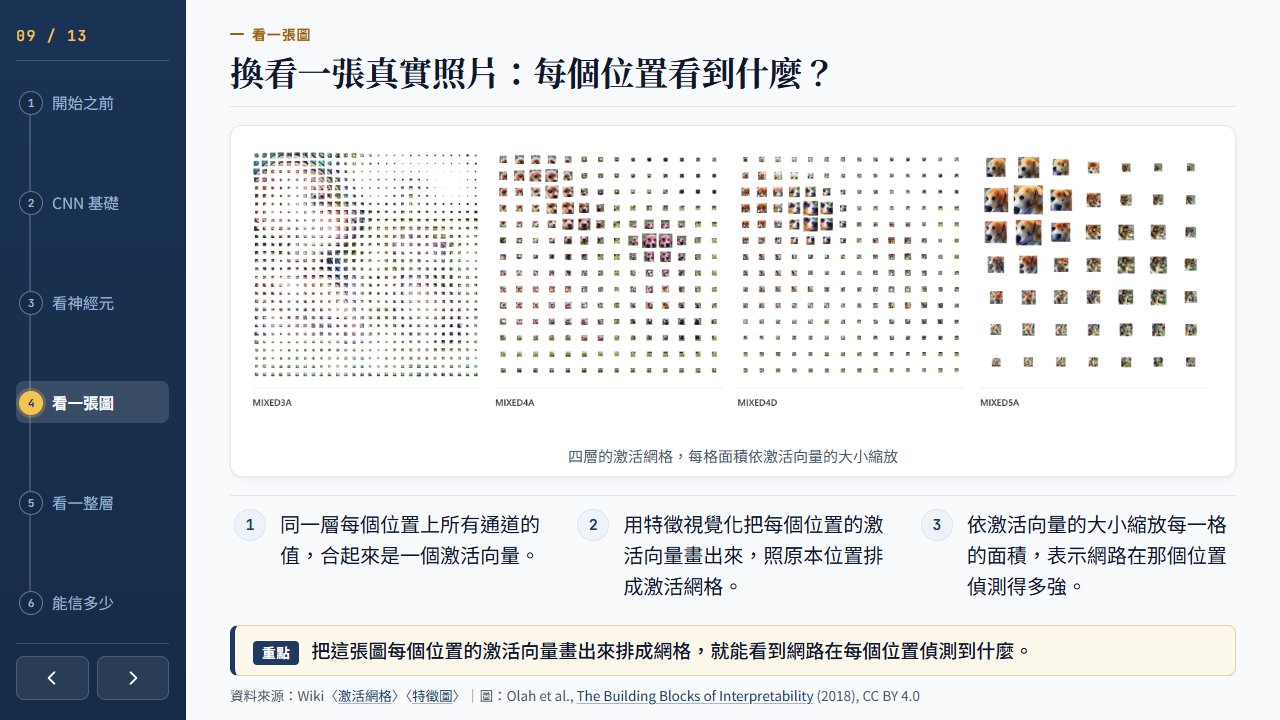 09 / 13
1 開始之前
2 CNN 基礎
3 看神經元
4 看一張圖
5 看一整層
6 能信多少
看一張圖
換看一張真實照片：每個位置看到什麼？
MIXED3A
MIXED4A
MIXED4D
MIXED5A
四層的激活網格，每格面積依激活向量的大小縮放
1 同一層每個位置上所有通道的
值，合起來是一個激活向量。
2 用特徵視覺化把每個位置的激
活向量畫出來，照原本位置排
成激活網格。
3 依激活向量的大小縮放每一格
的面積，表示網路在那個位置
偵測得多強。
重點 把這張圖每個位置的激活向量畫出來排成網格，就能看到網路在每個位置偵測到什麼。
資料來源：Wiki〈激活網格〉〈特徵圖〉｜圖：Olah et al., The Building Blocks of Interpretability (2018), CC BY 4.0